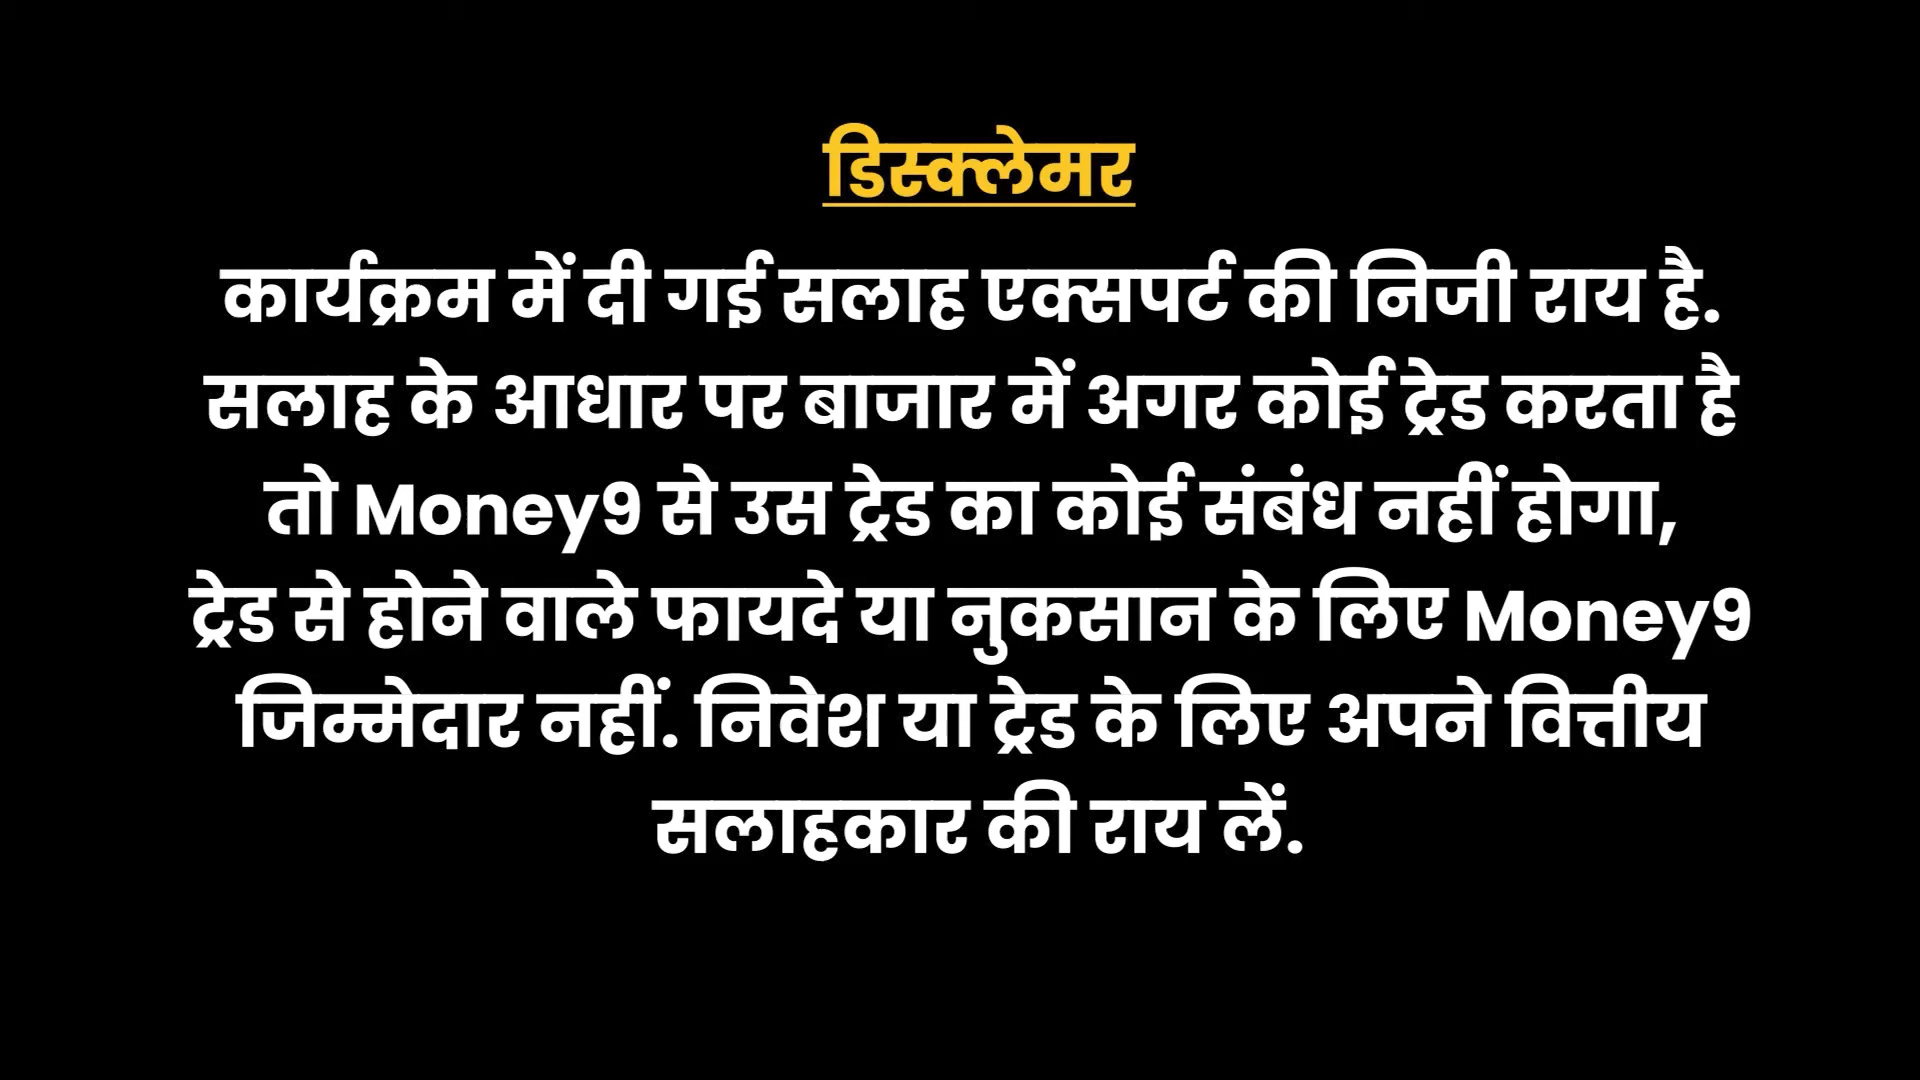 डिस्क्लेमर
कार्यक्रम में दी गई सलाह एक्सपर्ट की निजी राय है.
सलाह के आधार पर बाजार में अगर कोई ट्रेड करता है
तो Money9 से उस ट्रेड का कोई संबंध नहीं होगा,
ट्रेड से होने वाले फायदे या नुकसान के लिए Money9
जिम्मेदार नहीं. निवेश या ट्रेड के लिए अपने वित्तीय
सलाहकार की राय लें.